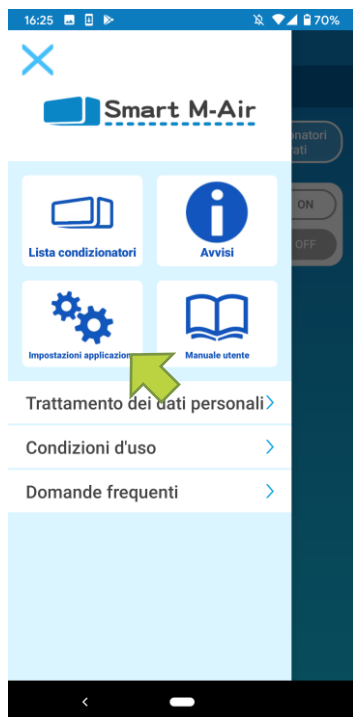 16:25
70%
Smart M-Air
Lista condizionatori
Avvisi
Impostazioni
Manuale utente
Trattamento dei dati personali
Condizioni d'uso
Domande frequenti
ON
OFF